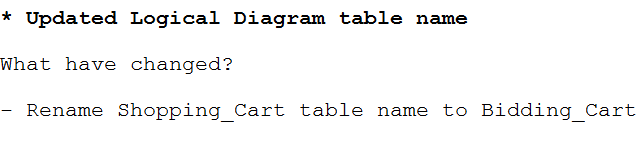 * Updated Logical Diagram table name
What have changed?
- Rename Shopping_Cart table name to Bidding_Cart